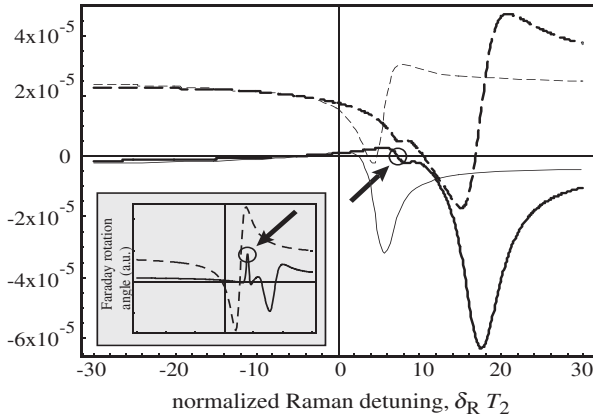 4x10⁻⁵
2x10⁻⁵
0
-2x10⁻⁵
-4x10⁻⁵
-6x10⁻⁵
Faraday rotation
angle (a.u.)
-30 -20 -10 0 10 20 30
normalized Raman detuning, δ_R T₂